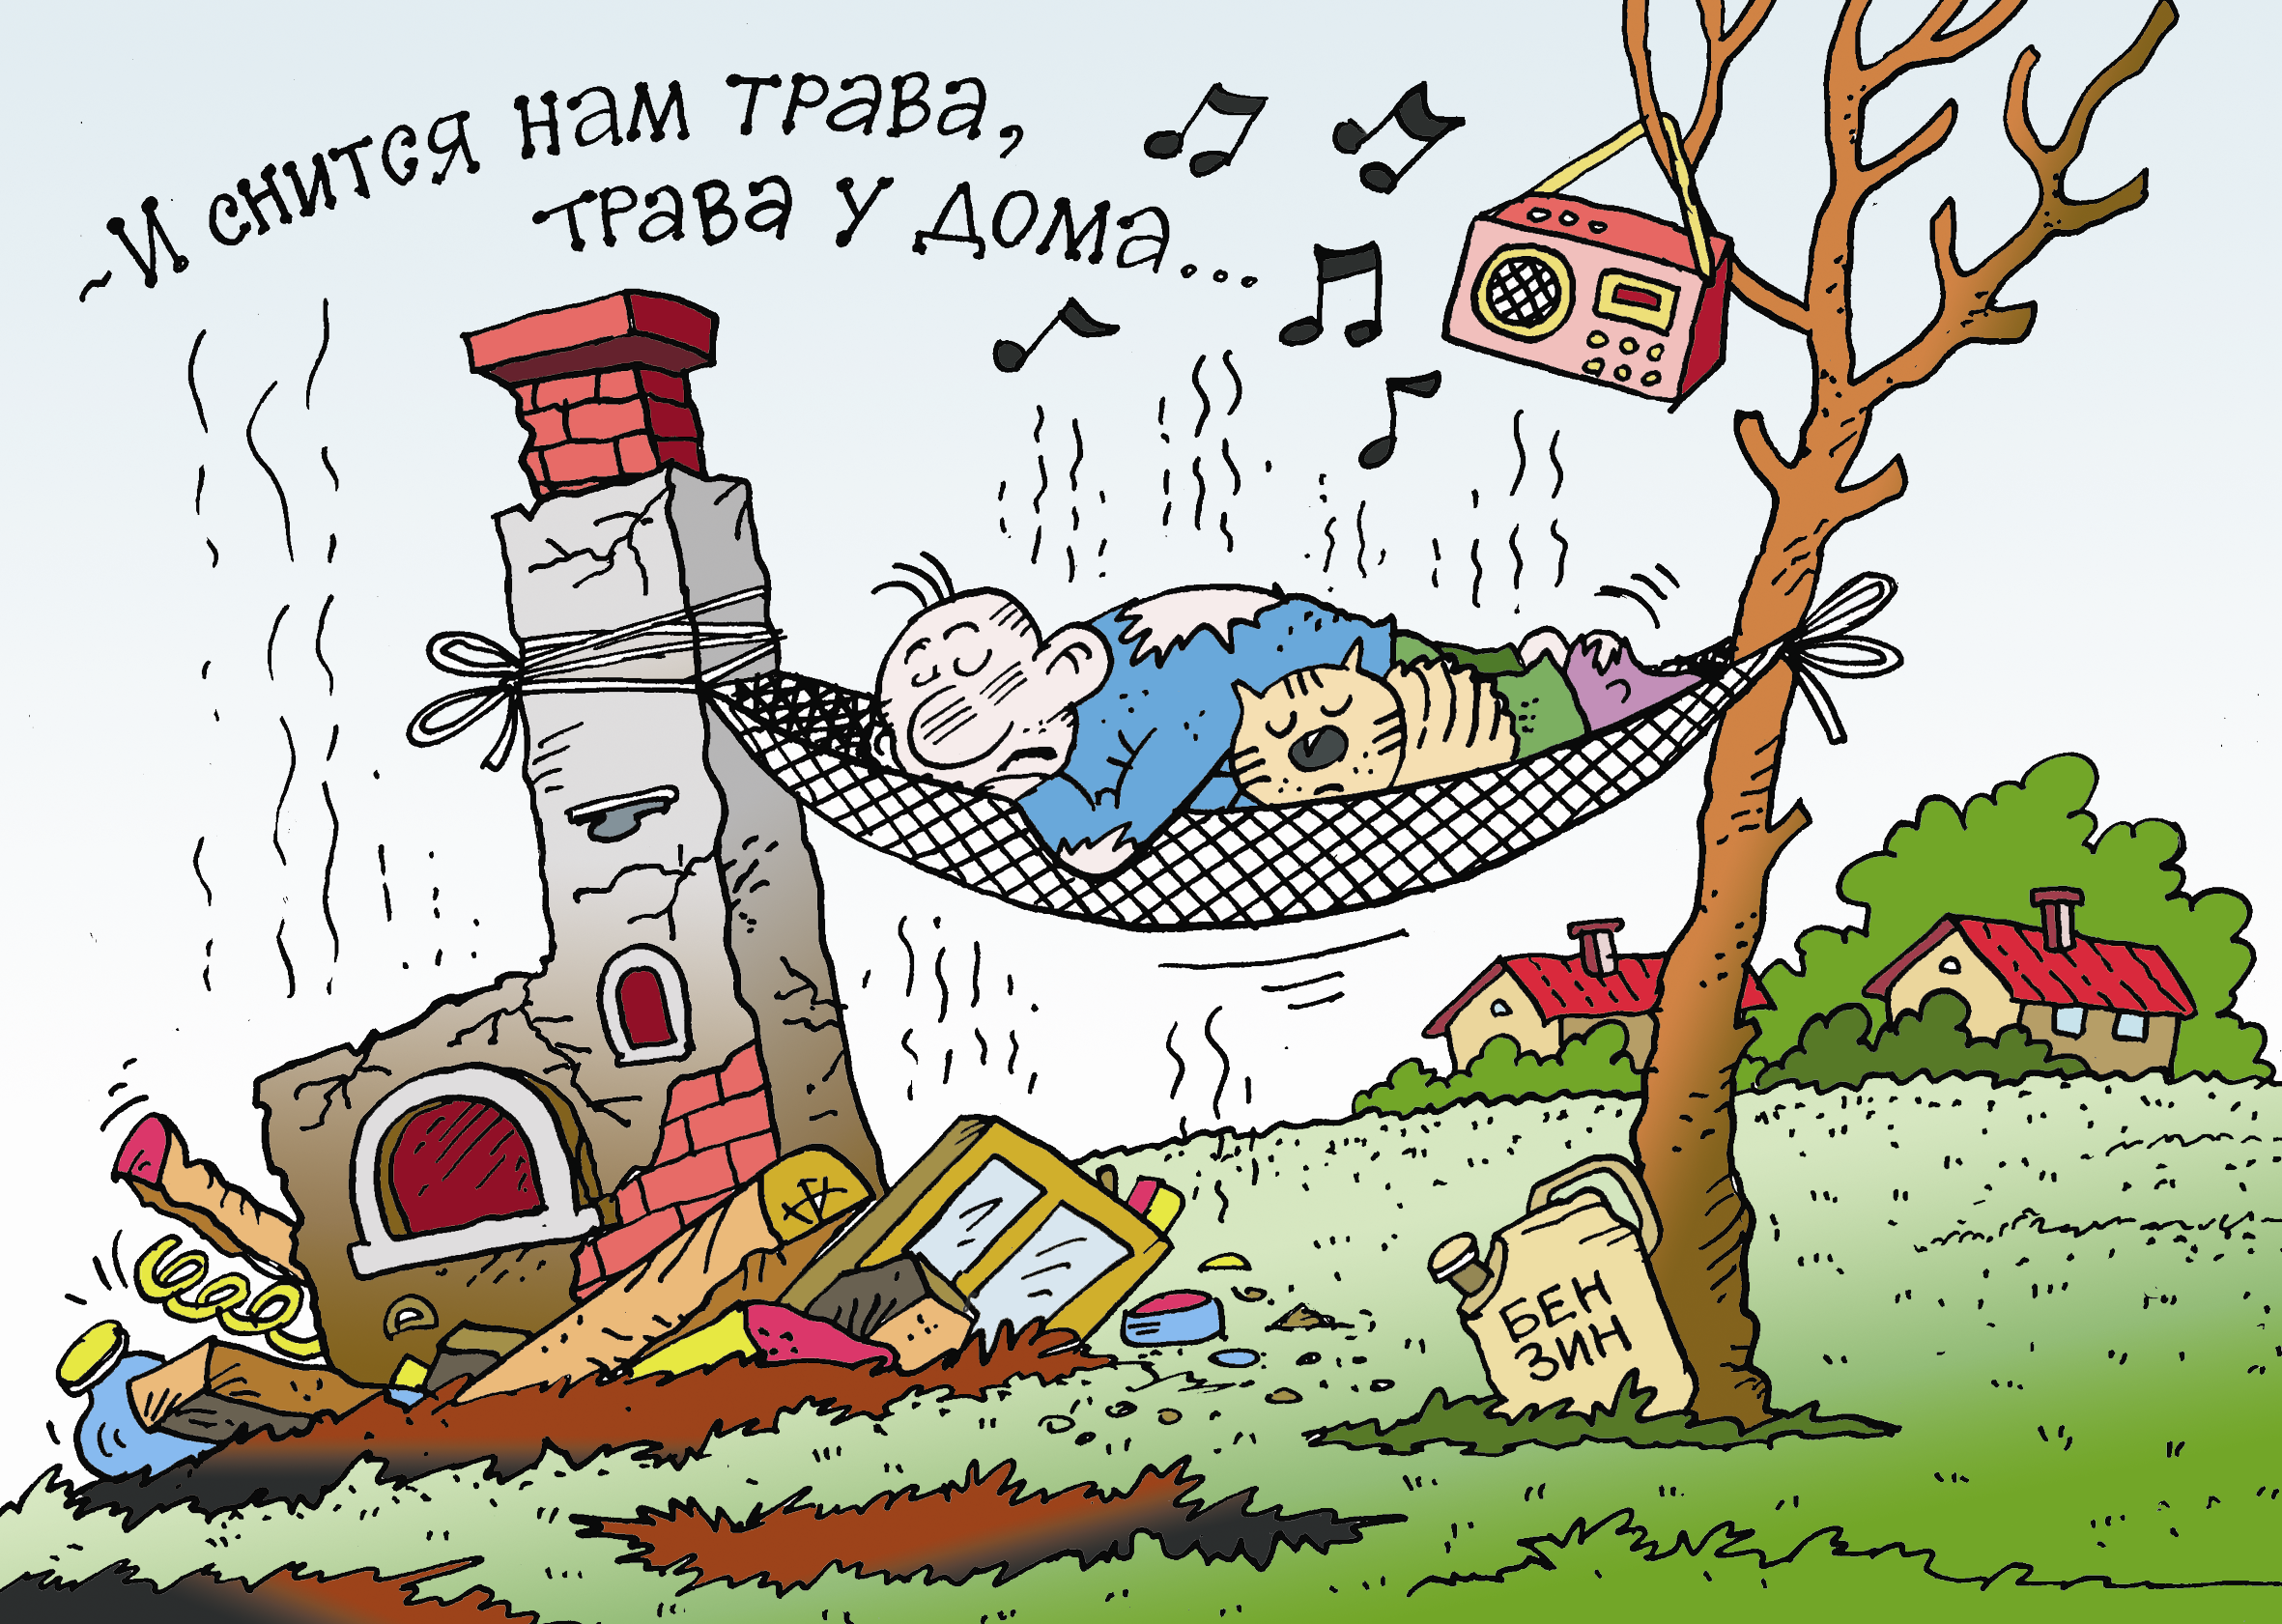 ~И снится нам трава,
трава у дома...
БЕН
ЗИН